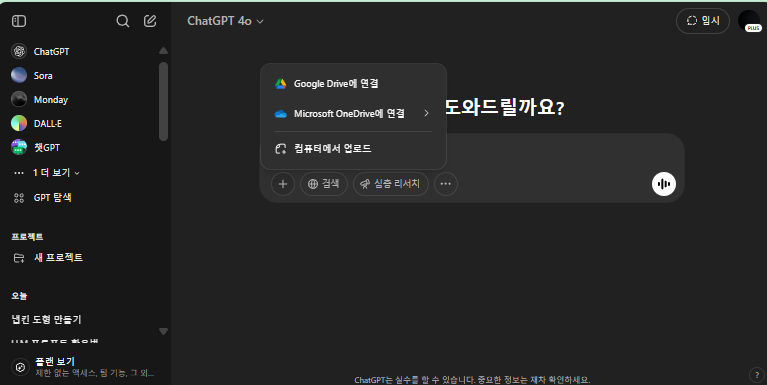 ChatGPT 4o
임시
PLUS
ChatGPT
Sora
Monday
DALL·E
챗GPT
1 더 보기
GPT 탐색
프로젝트
새 프로젝트
오늘
냅킨 도형 만들기
플랜 보기
제한 없는 액세스, 팀 기능, 그 외...
Google Drive에 연결
Microsoft OneDrive에 연결
컴퓨터에서 업로드
도와드릴까요?
검색
심층 리서치
ChatGPT는 실수를 할 수 있습니다. 중요한 정보는 재차 확인하세요.
?